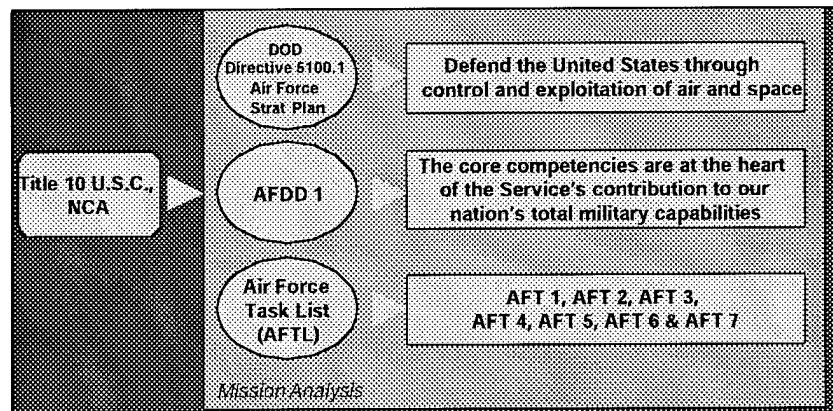 Title 10 U.S.C.,
NCA
DOD
Directive 5100.1
Air Force
Strat Plan
Defend the United States through
control and exploitation of air and space
AFDD 1
The core competencies are at the heart
of the Service's contribution to our
nation's total military capabilities
Air Force
Task List
(AFTL)
AFT 1, AFT 2, AFT 3,
AFT 4, AFT 5, AFT 6 & AFT 7
Mission Analysis